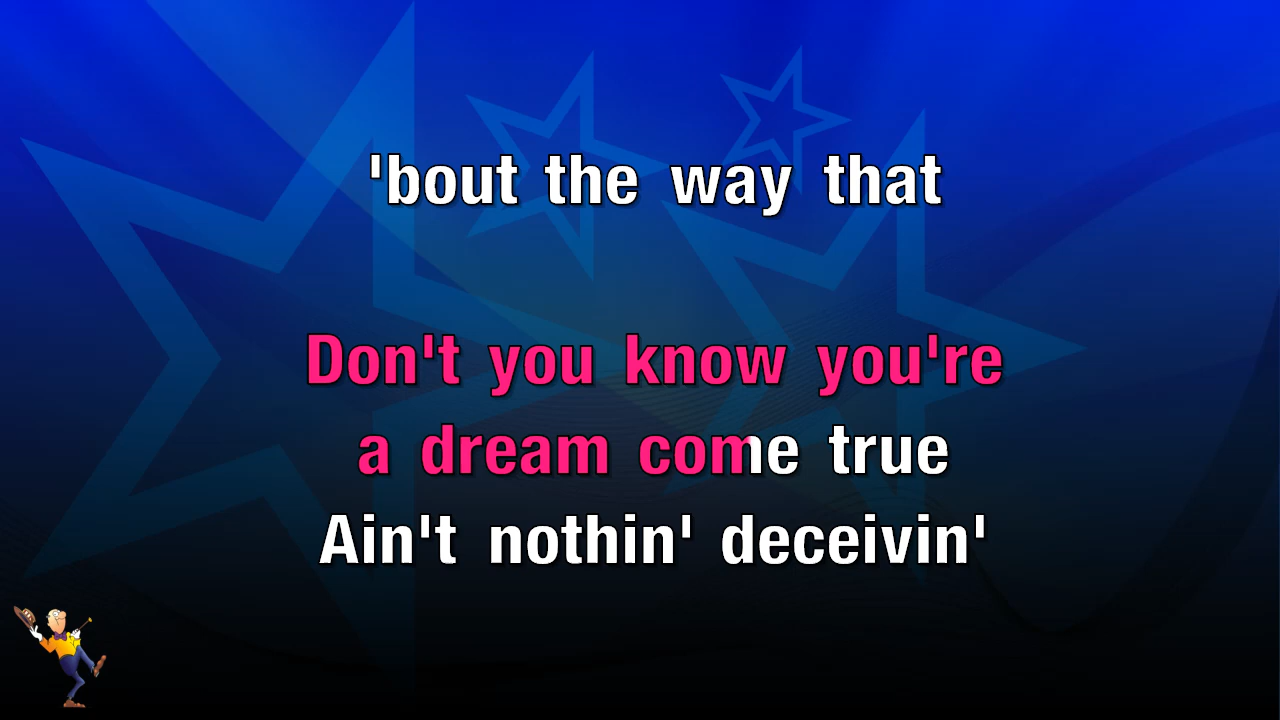 'bout the way that
Don't you know you're
a dream come true
Ain't nothin' deceivin'